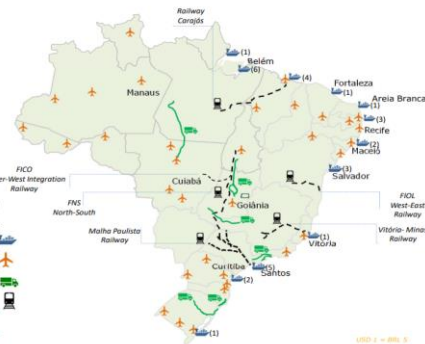 Railway
Carajás
(1)
Belém
(6)
(4)
Fortaleza
(1)
Manaus
Areia Branca
(1)
(3)
Recife
(2)
Maceió
FICO
er-West Integration
Railway
(3)
Salvador
Cuiabá
FNS
North-South
Goiânia
FIOL
West-East
Railway
Malha Paulista
Railway
Vitória- Minas
Railway
(1)
Vitória
Curitiba
(5)
Santos
(2)
(1)
USD 1 = BRL 5